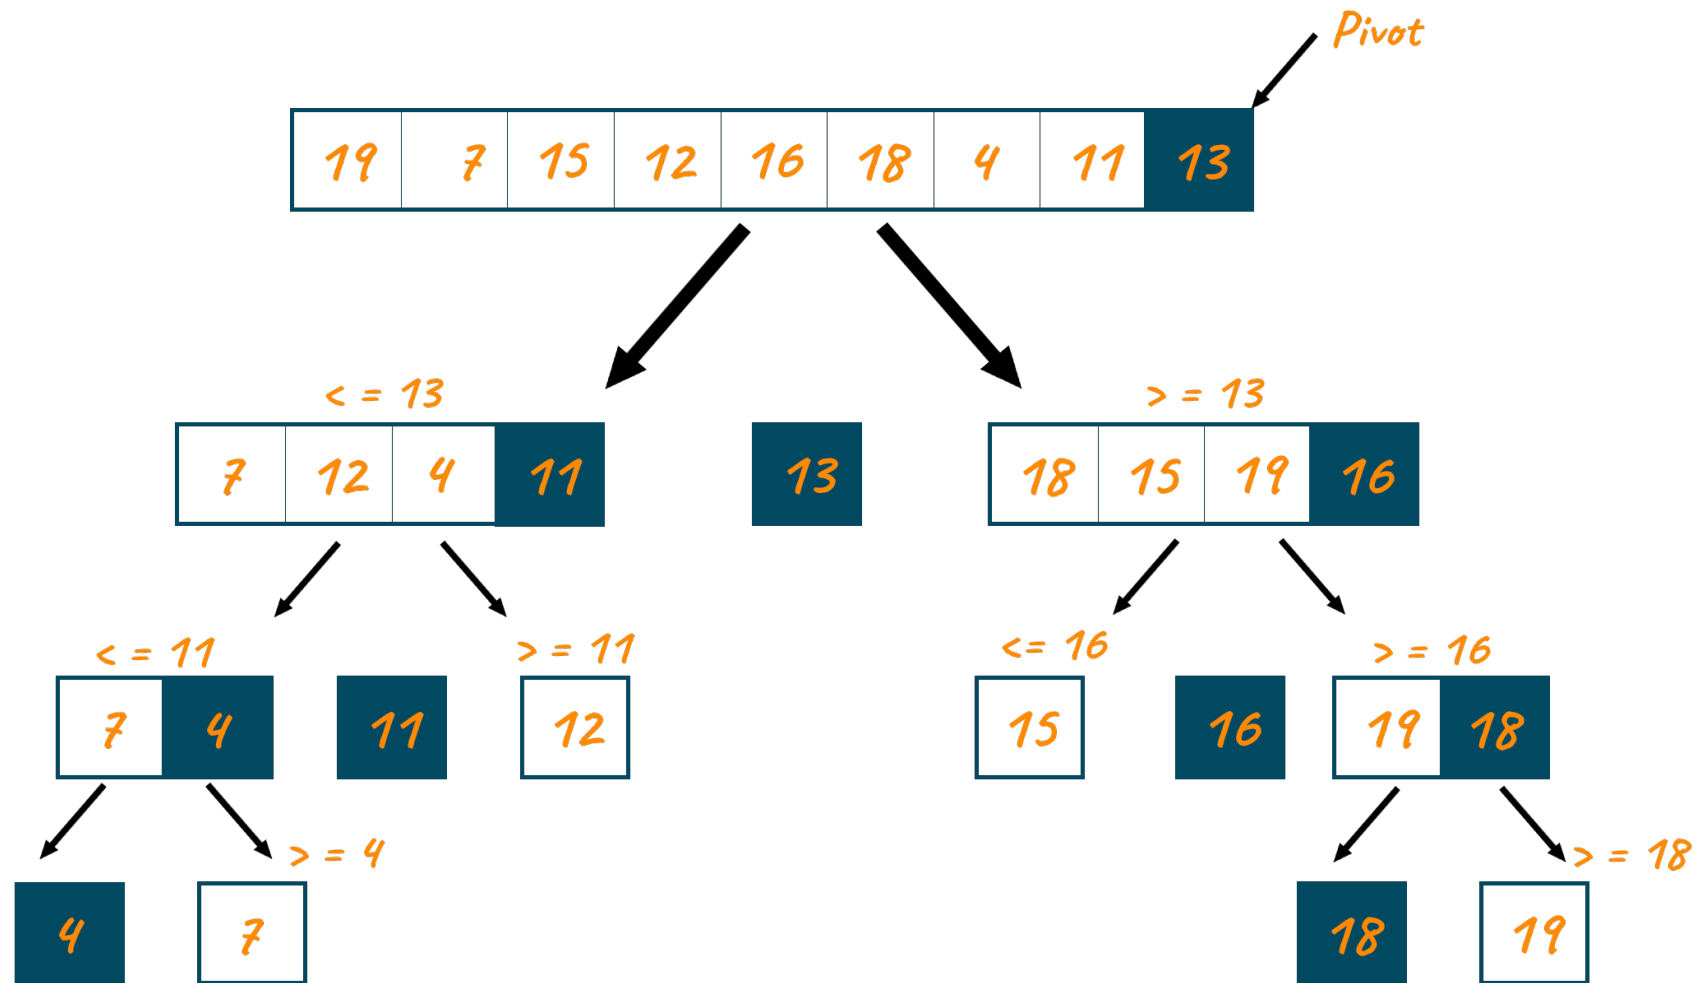 Pivot
19 7 15 12 16 18 4 11 13
< = 13
> = 13
7 12 4 11
13
18 15 19 16
< = 11
> = 11
<= 16
> = 16
7 4
11
12
15
16
19 18
> = 4
> = 18
4
7
18
19